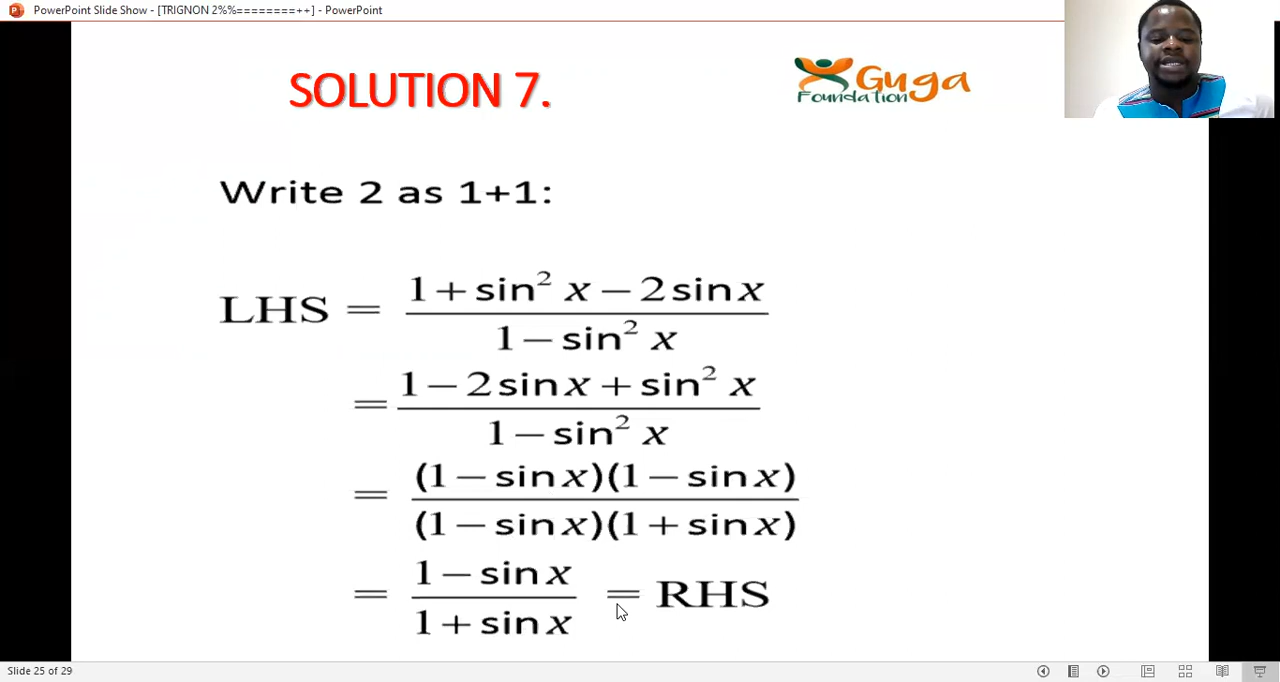 PowerPoint Slide Show - [TRIGNON 2%%========++] - PowerPoint
SOLUTION 7.
Guga
Foundation
Write 2 as 1+1:
LHS = (1 + sin² x − 2 sin x) / (1 − sin² x)
= (1 − 2 sin x + sin² x) / (1 − sin² x)
= (1 − sin x)(1 − sin x) / (1 − sin x)(1 + sin x)
= (1 − sin x) / (1 + sin x) = RHS
Slide 25 of 29